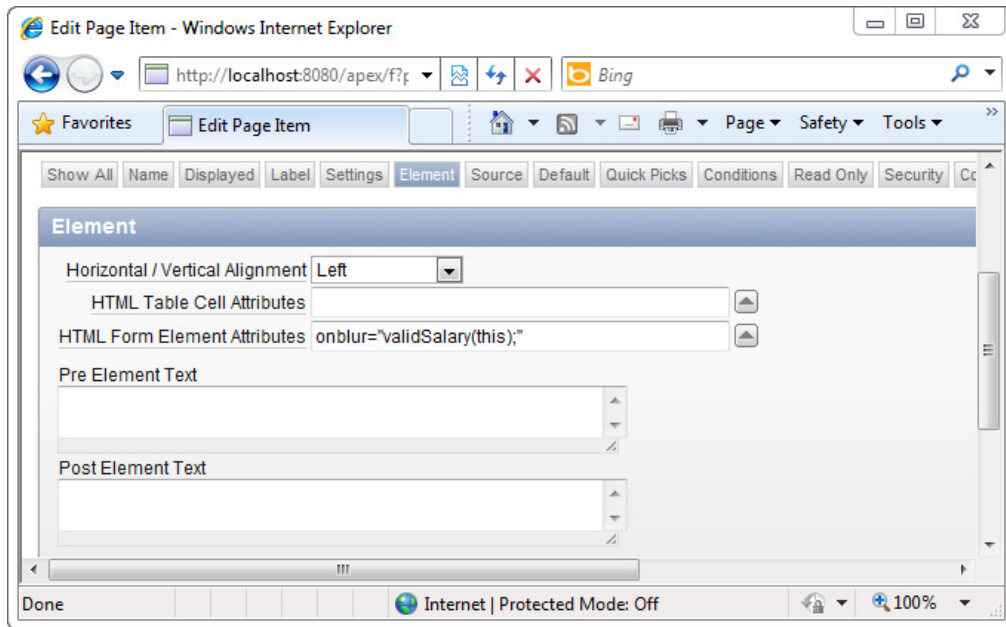 Edit Page Item - Windows Internet Explorer
http://localhost:8080/apex/f?p
Bing
Favorites
Edit Page Item
Page
Safety
Tools
Show All Name Displayed Label Settings Element Source Default Quick Picks Conditions Read Only Security
Element
Horizontal / Vertical Alignment Left
HTML Table Cell Attributes
HTML Form Element Attributes onblur="validSalary(this);"
Pre Element Text
Post Element Text
Done
Internet | Protected Mode: Off
100%